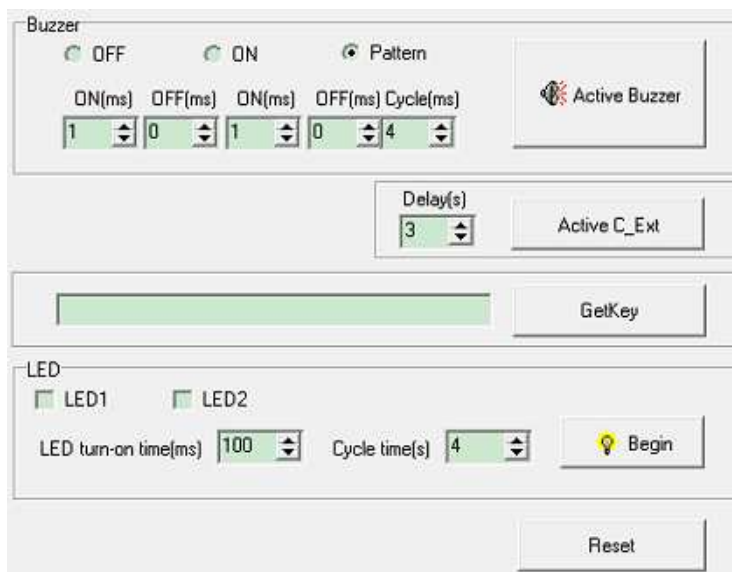 Buzzer
OFF ON Pattern
ON(ms) OFF(ms) ON(ms) OFF(ms) Cycle(ms)
1 0 1 0 4
Active Buzzer
Delay(s)
3
Active C_Ext
GetKey
LED
LED1 LED2
LED turn-on time(ms) 100 Cycle time(s) 4 Begin
Reset